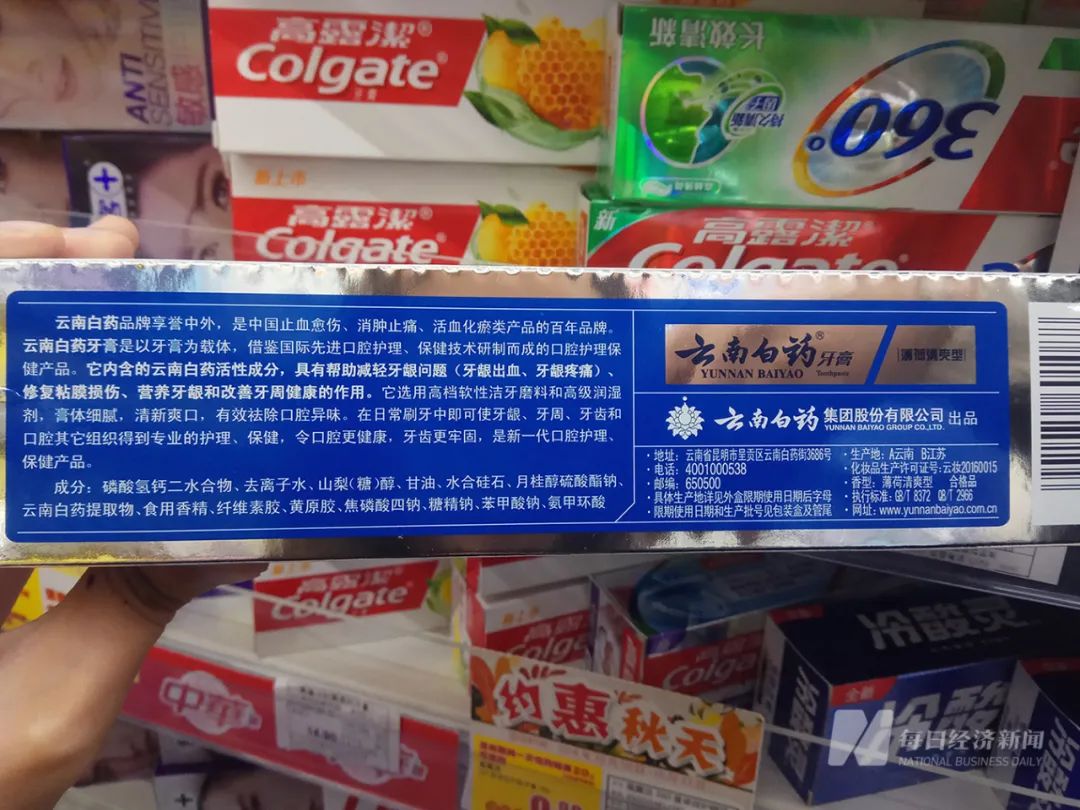 ANTI
SENSITIVE
敏感
高露潔®
Colgate®
牙膏
长效清新
360°
新上市
高露潔®
Colgate®
新
高露潔®
Colgate
云南白药品牌享誉中外，是中国止血愈伤、消肿止痛、活血化瘀类产品的百年品牌。
云南白药牙膏是以牙膏为载体，借鉴国际先进口腔护理、保健技术研制而成的口腔护理保
健产品。它内含的云南白药活性成分，具有帮助减轻牙龈问题（牙龈出血、牙龈疼痛）、
修复粘膜损伤、营养牙龈和改善牙周健康的作用。它选用高档软性洁牙磨料和高级润湿
剂，膏体细腻，清新爽口，有效祛除口腔异味。在日常刷牙中即可使牙龈、牙周、牙齿和
口腔其它组织得到专业的护理、保健，令口腔更健康，牙齿更牢固，是新一代口腔护理、
保健产品。
成分：磷酸氢钙二水合物、去离子水、山梨（糖）醇、甘油、水合硅石、月桂醇硫酸酯钠、
云南白药提取物、食用香精、纤维素胶、黄原胶、焦磷酸四钠、糖精钠、苯甲酸钠、氨甲环酸
云南白药®牙膏
YUNNAN BAIYAO Toothpaste
薄荷清爽型
云南白药集团股份有限公司 出品
YUNNAN BAIYAO GROUP CO.,LTD.
·地址：云南省昆明市呈贡区云南白药街3686号
·电话：4001000538
·邮编：650500
·具体生产地详见外盒限期使用日期后字母
·限期使用日期和生产批号见包装盒及管尾
·生产地：A云南 B江苏
·化妆品生产许可证号：云妆20160015
·香型：薄荷清爽型 合格品
·执行标准：GB/T 8372 GB/T 2966
·网址：www.yunnanbaiyao.com.cn
高露潔®
Colgate®
高露潔
Colgate
冷酸灵
中華
约惠秋天
全新
冷酸
每日经济新闻
NATIONAL BUSINESS DAILY